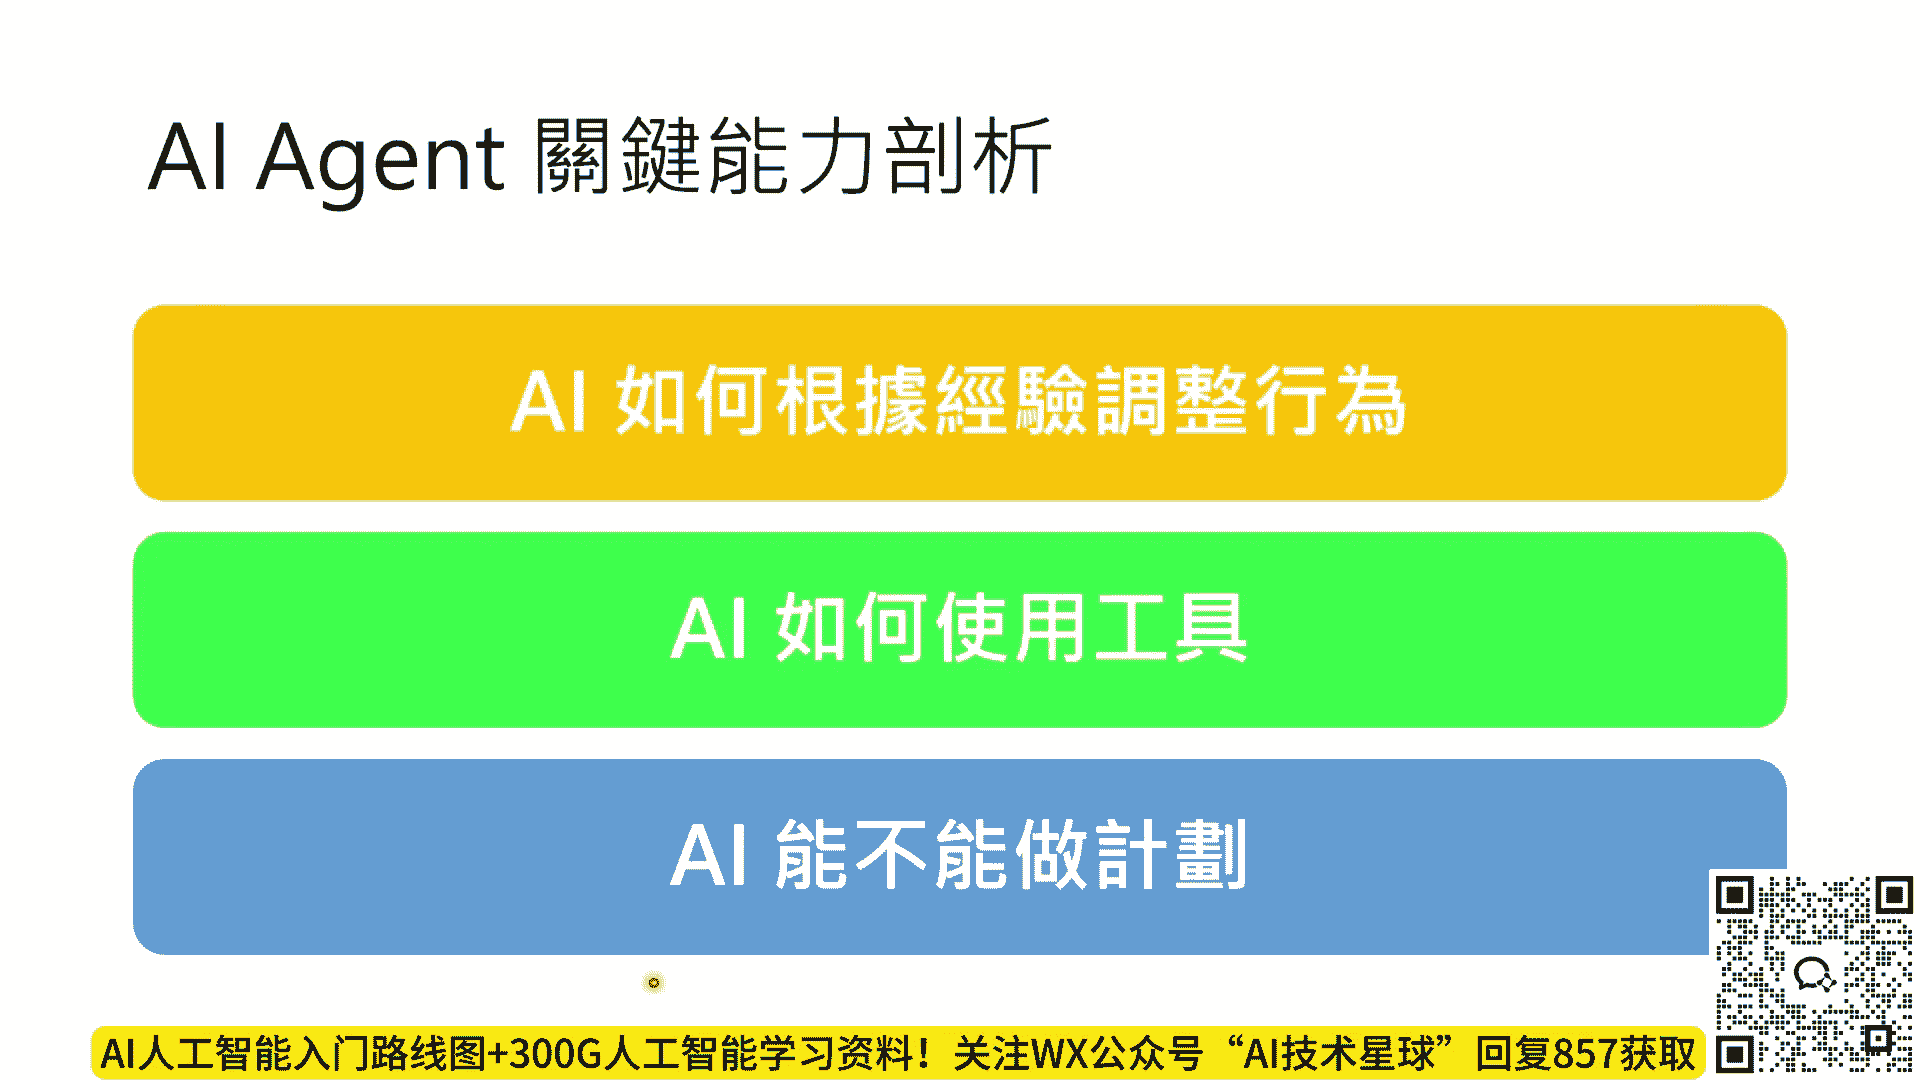 AI Agent 關鍵能力剖析
AI 如何根據經驗調整行為
AI 如何使用工具
AI 能不能做計劃
AI人工智能入门路线图+300G人工智能学习资料！关注WX公众号“AI技术星球”回复857获取